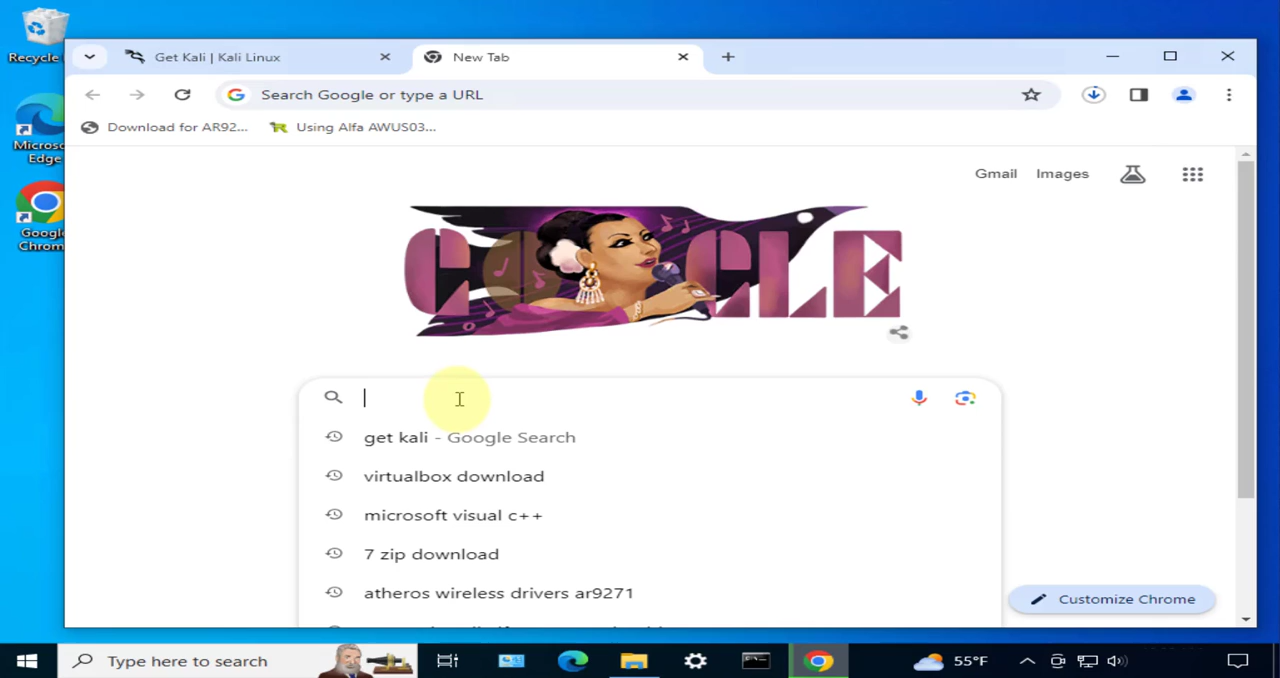 Recycle
Get Kali | Kali Linux
New Tab
Search Google or type a URL
Download for AR92...
Using Alfa AWUS03...
Micros
Edge
Google
Chrom
Gmail
Images
GOOGLE
get kali - Google Search
virtualbox download
microsoft visual c++
7 zip download
atheros wireless drivers ar9271
Customize Chrome
Type here to search
55°F